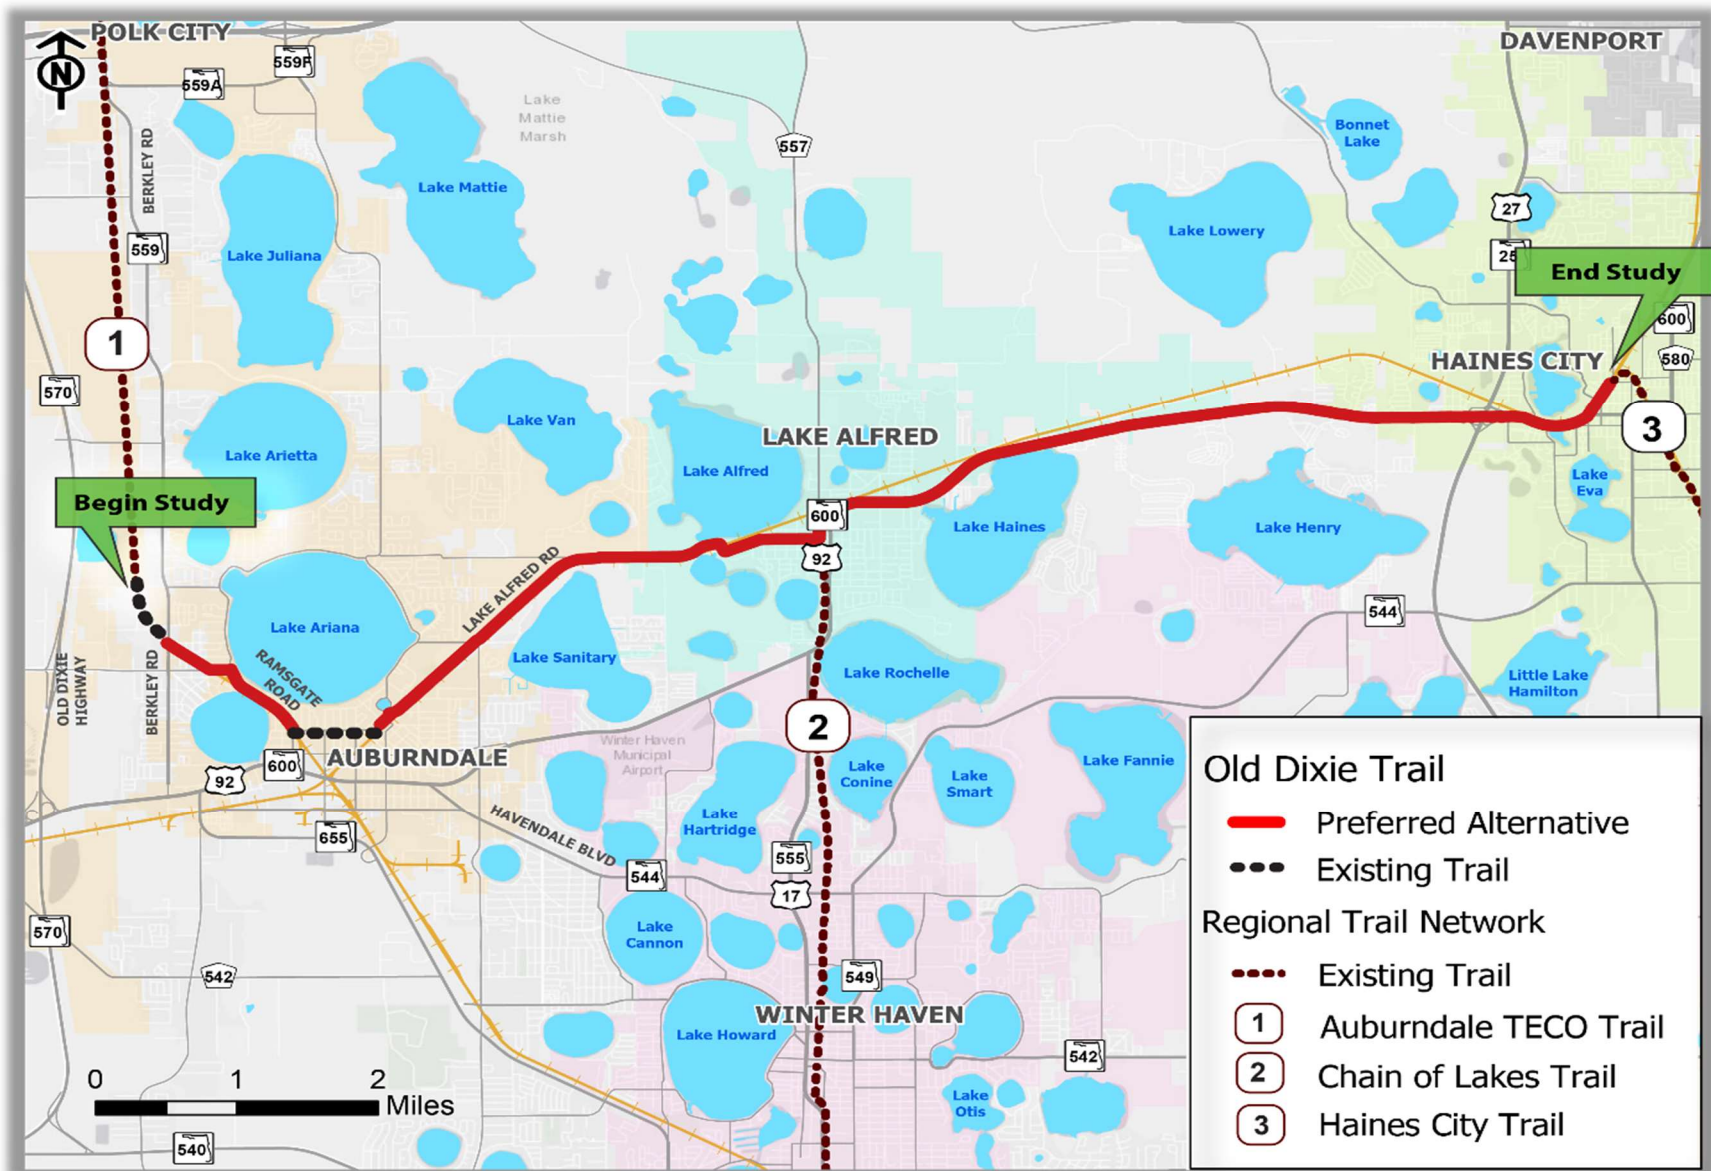 POLK CITY
DAVENPORT
N
559F
559A
Lake
Mattie
Marsh
Bonnet
Lake
557
BERKLEY RD
Lake Mattie
27
Lake Lowery
559
Lake Juliana
25
End Study
600
1
HAINES CITY
580
570
Lake Van
LAKE ALFRED
3
Lake Arietta
Lake Alfred
Lake
Eva
Begin Study
600
Lake Haines
Lake Henry
92
LAKE ALFRED RD
544
Lake Ariana
Lake Sanitary
Lake Rochelle
Little Lake
Hamilton
OLD DIXIE
HIGHWAY
BERKLEY RD
RAMSGATE
ROAD
2
Winter Haven
Municipal
Airport
AUBURNDALE
600
92
Lake
Conine
Lake
Smart
Lake Fannie
Lake
Hartridge
HAVENDALE BLVD
655
555
544
17
570
Lake
Cannon
542
549
WINTER HAVEN
Lake Howard
542
Lake
Otis
0 1 2
Miles
540
Old Dixie Trail
Preferred Alternative
Existing Trail
Regional Trail Network
Existing Trail
1 Auburndale TECO Trail
2 Chain of Lakes Trail
3 Haines City Trail